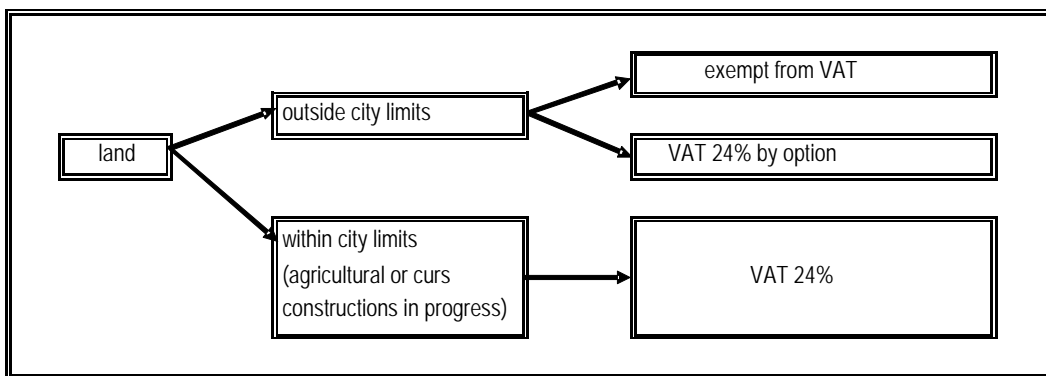 exempt from VAT
outside city limits
land
VAT 24% by option
within city limits
(agricultural or curs
constructions in progress)
VAT 24%